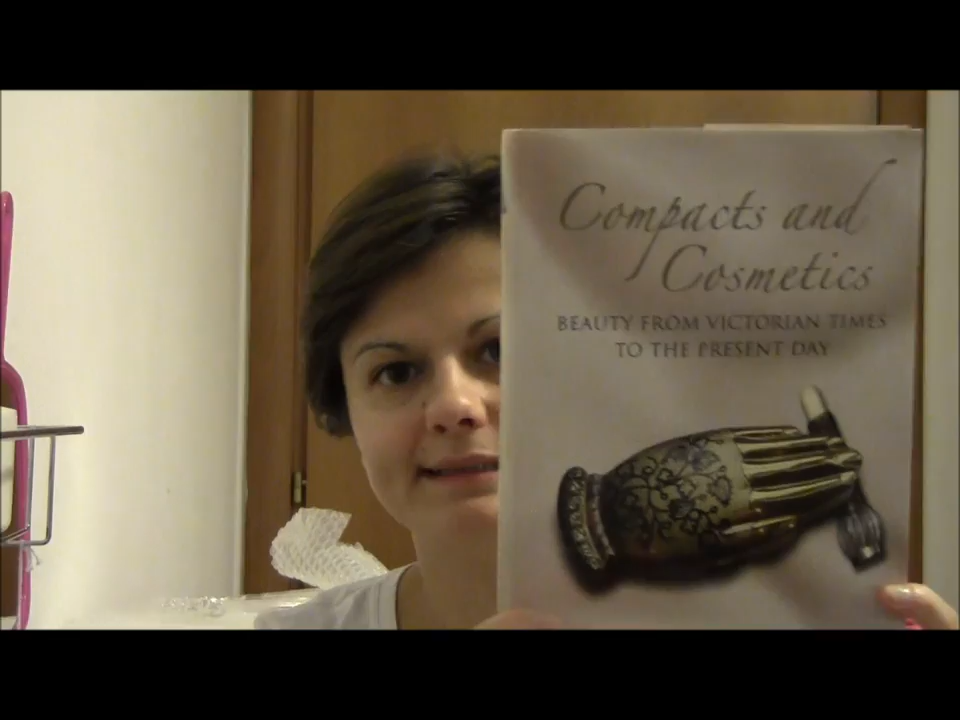 Compacts and
Cosmetics
BEAUTY FROM VICTORIAN TIMES
TO THE PRESENT DAY